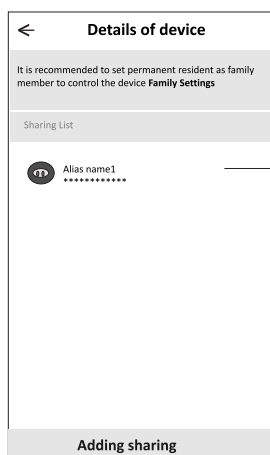 Details of device
It is recommended to set permanent resident as family
member to control the device Family Settings
Sharing List
Alias name1
************
Adding sharing